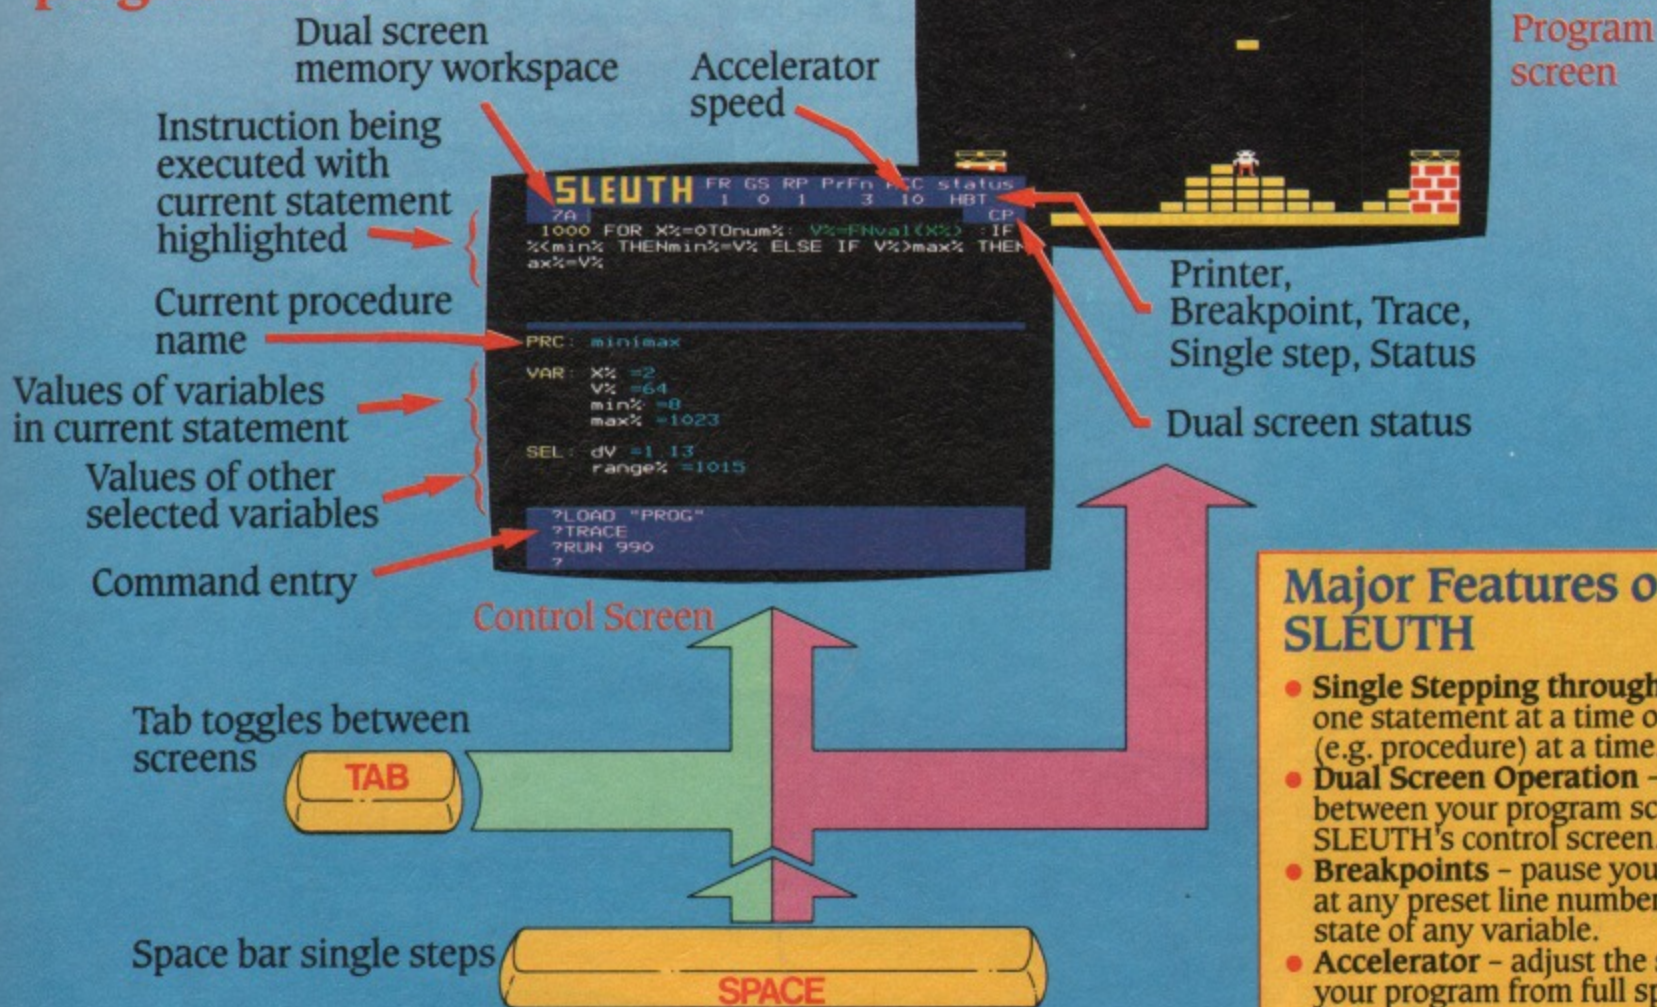 Dual screen
memory workspace
Accelerator
speed
Program
screen
Instruction being
executed with
current statement
highlighted
SLEUTH FR GS RP PrFn status
1 0 1 3 10 HBT
?A CP
1000 FOR X%=0TOnum%: V%=FNval(X%) :IF
%<min% THENmin%=V% ELSE IF V%>max% THEN
ax%=V%
Current procedure
name
PRC: minimax
Values of variables
in current statement
VAR: X% =2
V% =64
min% =8
max% =1023
Values of other
selected variables
SEL: dV =1.13
range% =1015
?LOAD "PROG"
?TRACE
?RUN 990
?
Command entry
Control Screen
Printer,
Breakpoint, Trace,
Single step, Status
Dual screen status
Tab toggles between
screens
TAB
Space bar single steps
SPACE
Major Features o
SLEUTH
• Single Stepping through
one statement at a time o
(e.g. procedure) at a time
• Dual Screen Operation –
between your program sc
SLEUTH's control screen.
• Breakpoints – pause you
at any preset line number
state of any variable.
• Accelerator – adjust the s
your program from full sp